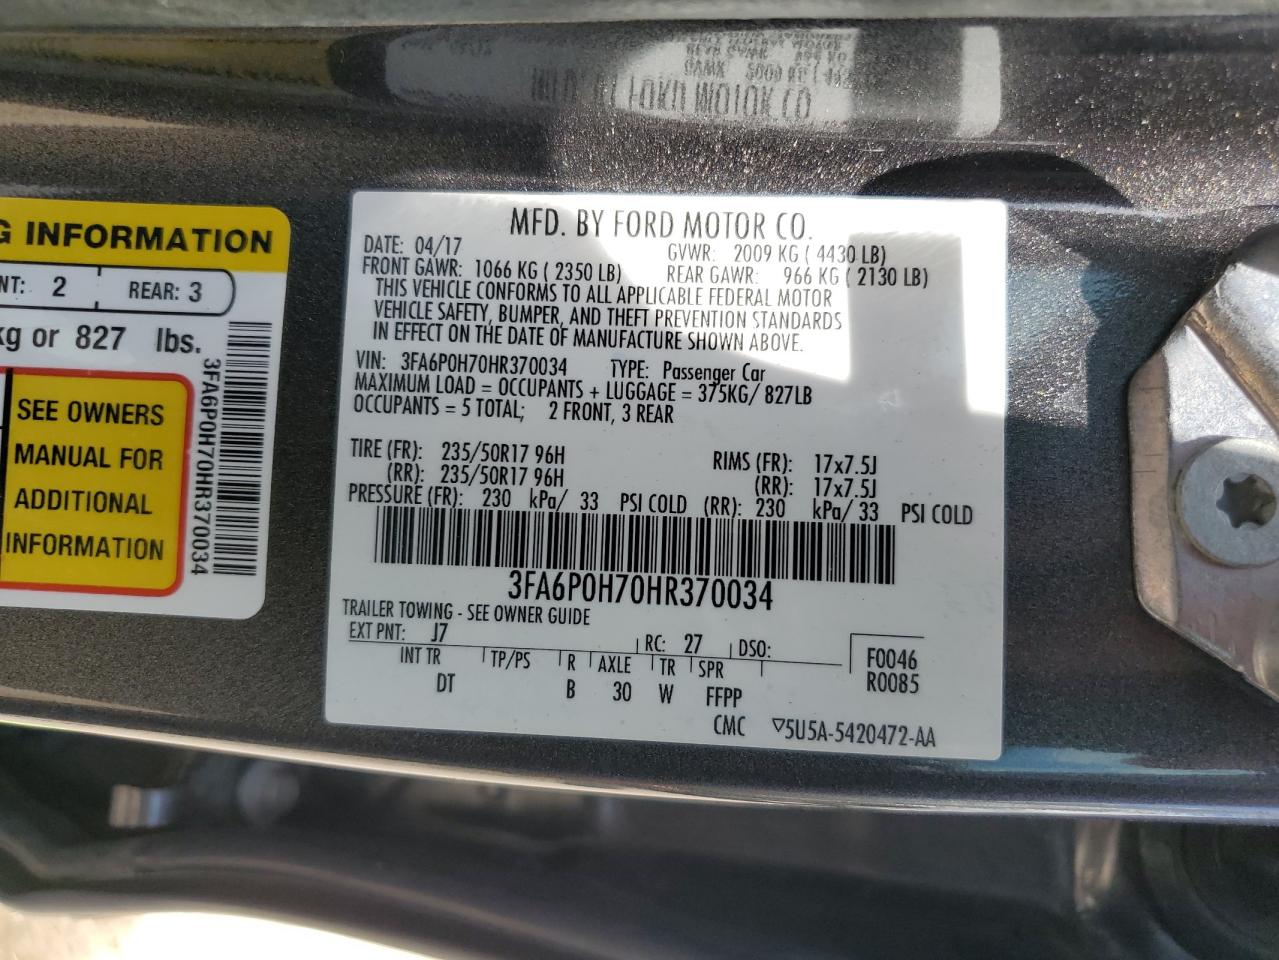 G INFORMATION
NT: 2 REAR: 3
kg or 827 lbs.
SEE OWNERS
MANUAL FOR
ADDITIONAL
INFORMATION
3FA6P0H70HR370034
MFD. BY FORD MOTOR CO.
DATE: 04/17 GVWR: 2009 KG ( 4430 LB)
FRONT GAWR: 1066 KG ( 2350 LB) REAR GAWR: 966 KG ( 2130 LB)
THIS VEHICLE CONFORMS TO ALL APPLICABLE FEDERAL MOTOR
VEHICLE SAFETY, BUMPER, AND THEFT PREVENTION STANDARDS
IN EFFECT ON THE DATE OF MANUFACTURE SHOWN ABOVE.
VIN: 3FA6P0H70HR370034 TYPE: Passenger Car
MAXIMUM LOAD = OCCUPANTS + LUGGAGE = 375KG/ 827LB
OCCUPANTS = 5 TOTAL; 2 FRONT, 3 REAR
TIRE (FR): 235/50R17 96H RIMS (FR): 17x7.5J
(RR): 235/50R17 96H (RR): 17x7.5J
PRESSURE (FR): 230 kPa/ 33 PSI COLD (RR): 230 kPa/ 33 PSI COLD
3FA6P0H70HR370034
TRAILER TOWING - SEE OWNER GUIDE
EXT PNT: J7 RC: 27 DSO: F0046
INT TR TP/PS R AXLE TR SPR R0085
DT B 30 W FFPP
CMC ▽5U5A-5420472-AA